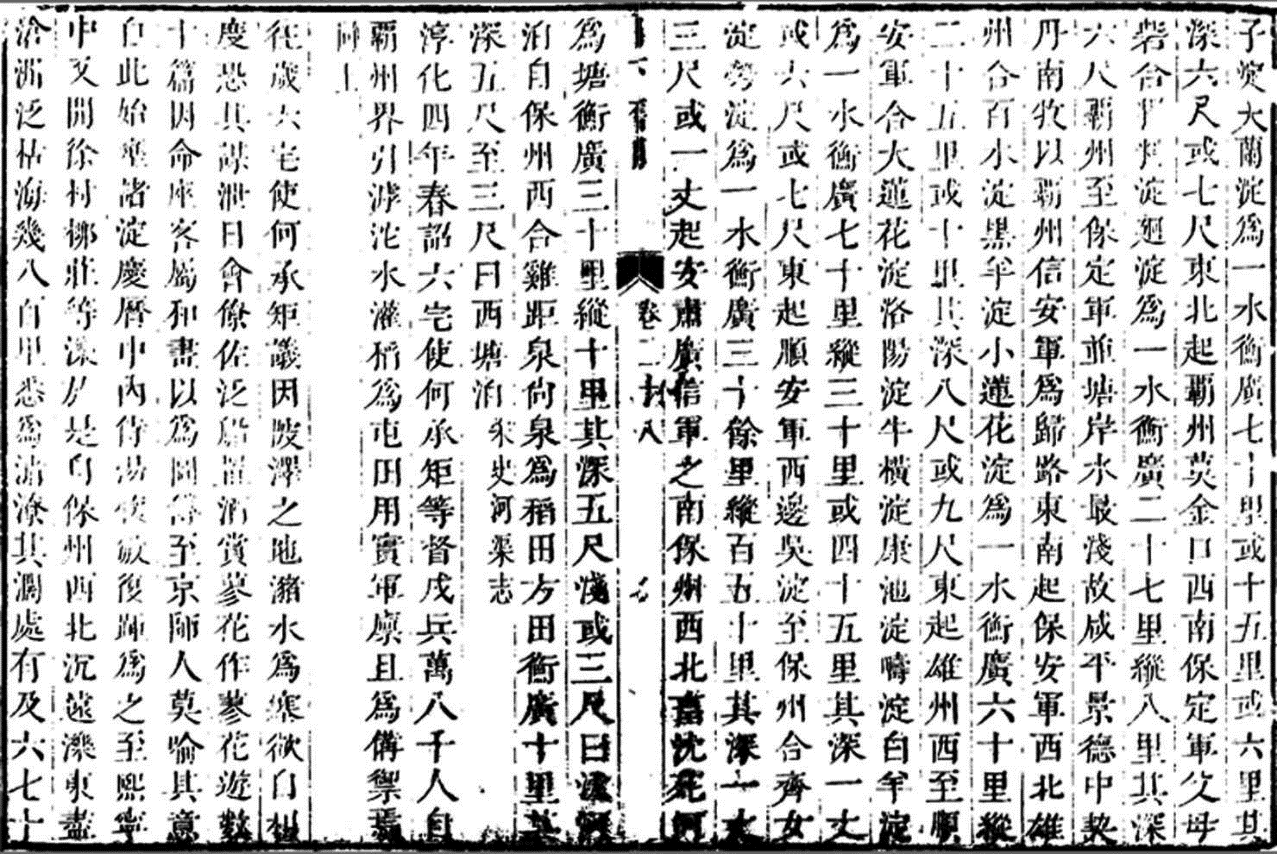 子淀大蘭淀爲一水衡廣七十里或十五里或六里其
深六尺或七尺東北起霸州莫金口西南保定軍父母
砦合糧料淀廻淀爲一水衡廣二十七里縱八里其深
六尺霸州至保定軍並塘岸水最淺故咸平景德中契
丹南牧以霸州信安軍爲歸路東南起保安軍西北雄
州合百水淀黑羊淀小蓮花淀爲一水衡廣六十里縱
二十五里或十里其深八尺或九尺東起雄州西至順
安軍合大蓮花淀洛陽淀牛橫淀康池淀疇淀白羊淀
爲一水衡廣七十里縱三十里或四十五里其深一丈
或六尺或七尺東起順安軍西邊吳淀至保州合齊女
淀勞淀爲一水衡廣三十餘里縱百五十里其深一丈
三尺或一丈起安肅廣信軍之南保州西北畜沈苑河
卷二十八
爲塘衡廣三十里縱十里其深五尺淺或三尺曰沈苑
泊自保州西合雞距泉尙泉爲稻田方田衡廣十里其
深五尺至三尺曰西塘泊 宋史河渠志
淳化四年春詔六宅使何承矩等督戍兵萬八千人自
霸州界引滹沱水灌稻爲屯田用實軍廪且爲備禦焉
同上
往歲六宅使何承矩議因陂澤之地瀦水爲塞欲自相
慶恐其謀泄日會僚佐泛船置酒賞蓼花作蓼花遊數
十篇因命座客屬和畫以爲圖傳至京師人莫喻其意
自此始壅諸淀慶曆中內侍楊懷敏復踵爲之至熙寧
中又開徐村柳莊等濼於是自保州西北沉遠濼東盡
滄泒泛枯海幾八百里悉爲瀦潦其濶處有及六七十